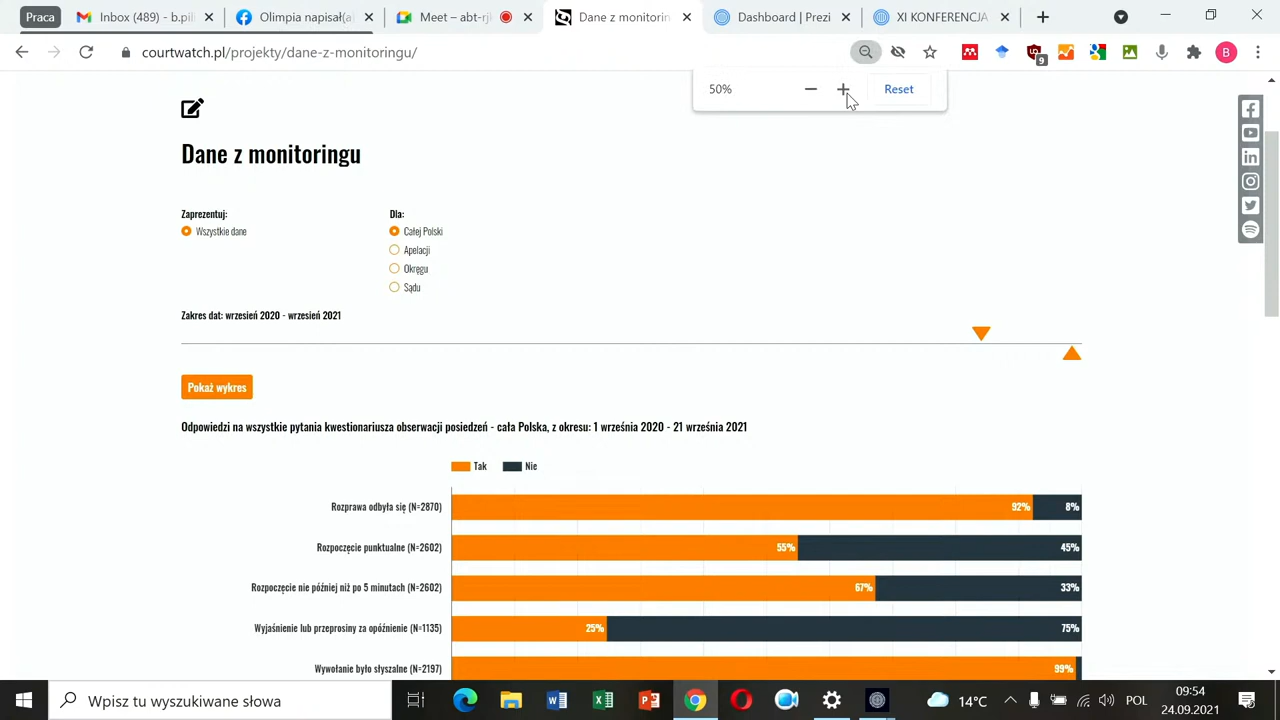 Praca
Inbox (489) - b.pil
Olimpia napisał(a
Meet – abt-rj
Dane z monitorin
Dashboard | Prezi
XI KONFERENCJA
courtwatch.pl/projekty/dane-z-monitoringu/
9
B
50%
Reset
Dane z monitoringu
Zaprezentuj:
Dla:
Wszystkie dane
Całej Polski
Apelacji
Okręgu
Sądu
Zakres dat: wrzesień 2020 - wrzesień 2021
Pokaż wykres
Odpowiedzi na wszystkie pytania kwestionariusza obserwacji posiedzeń - cała Polska, z okresu: 1 września 2020 - 21 września 2021
Tak
Nie
Rozprawa odbyła się (N=2870)
92%
8%
Rozpoczęcie punktualne (N=2602)
55%
45%
Rozpoczęcie nie później niż po 5 minutach (N=2602)
67%
33%
Wyjaśnienie lub przeprosiny za opóźnienie (N=1135)
25%
75%
Wywołanie było słyszalne (N=2197)
99%
Wpisz tu wyszukiwane słowa
14°C
POL
09:54
24.09.2021